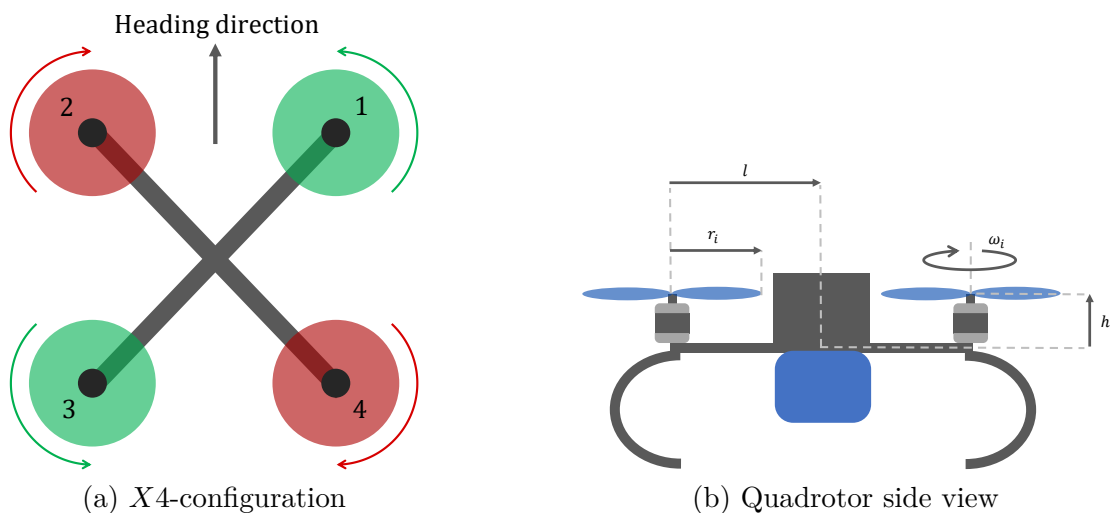 Heading direction
2
1
3
4
l
r_i
ω_i
h
(a) X4-configuration
(b) Quadrotor side view